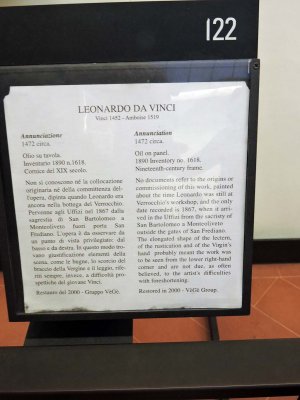 122
LEONARDO DA VINCI
Vinci 1452 - Amboise 1519
Annunciazione
1472 circa.
Olio su tavola.
Inventario 1890 n.1618.
Cornice del XIX secolo.
Non si conoscono né la collocazione
originaria né della committenza del-
l'opera, dipinta quando Leonardo era
ancora nella bottega del Verrocchio.
Pervenne agli Uffizi nel 1867 dalla
sagrestia di San Bartolomeo a
Monteoliveto fuori porta San
Frediano. L'opera è da osservare da
un punto di vista privilegiato: dal
basso e da destra. In questo modo tro-
vano giustificazione elementi della
scena, come le bugne, lo scorcio del
braccio della Vergine e il leggio, rife-
riti sempre, invece, a difficoltà pro-
spettiche del giovane Vinci.
Restauro del 2000 - Gruppo VéGé.
Annunciation
1472 circa.
Oil on panel.
1890 Inventory no. 1618.
Nineteenth-century frame.
No documents refer to the origins or
commissioning of this work, painted
about the time Leonardo was still at
Verrocchio's workshop, and the only
date recorded is 1867, when it arri-
ved in the Uffizi from the sacristy of
San Bartolomeo a Monteoliveto
outside the gates of San Frediano.
The elongated shape of the lectern,
of the rustication and of the Virgin's
hand probably mean the work was
to be seen from the lower right-hand
corner and are not due, as often
believed, to the artist's difficulties
with foreshortening.
Restored in 2000 - VéGé Group.